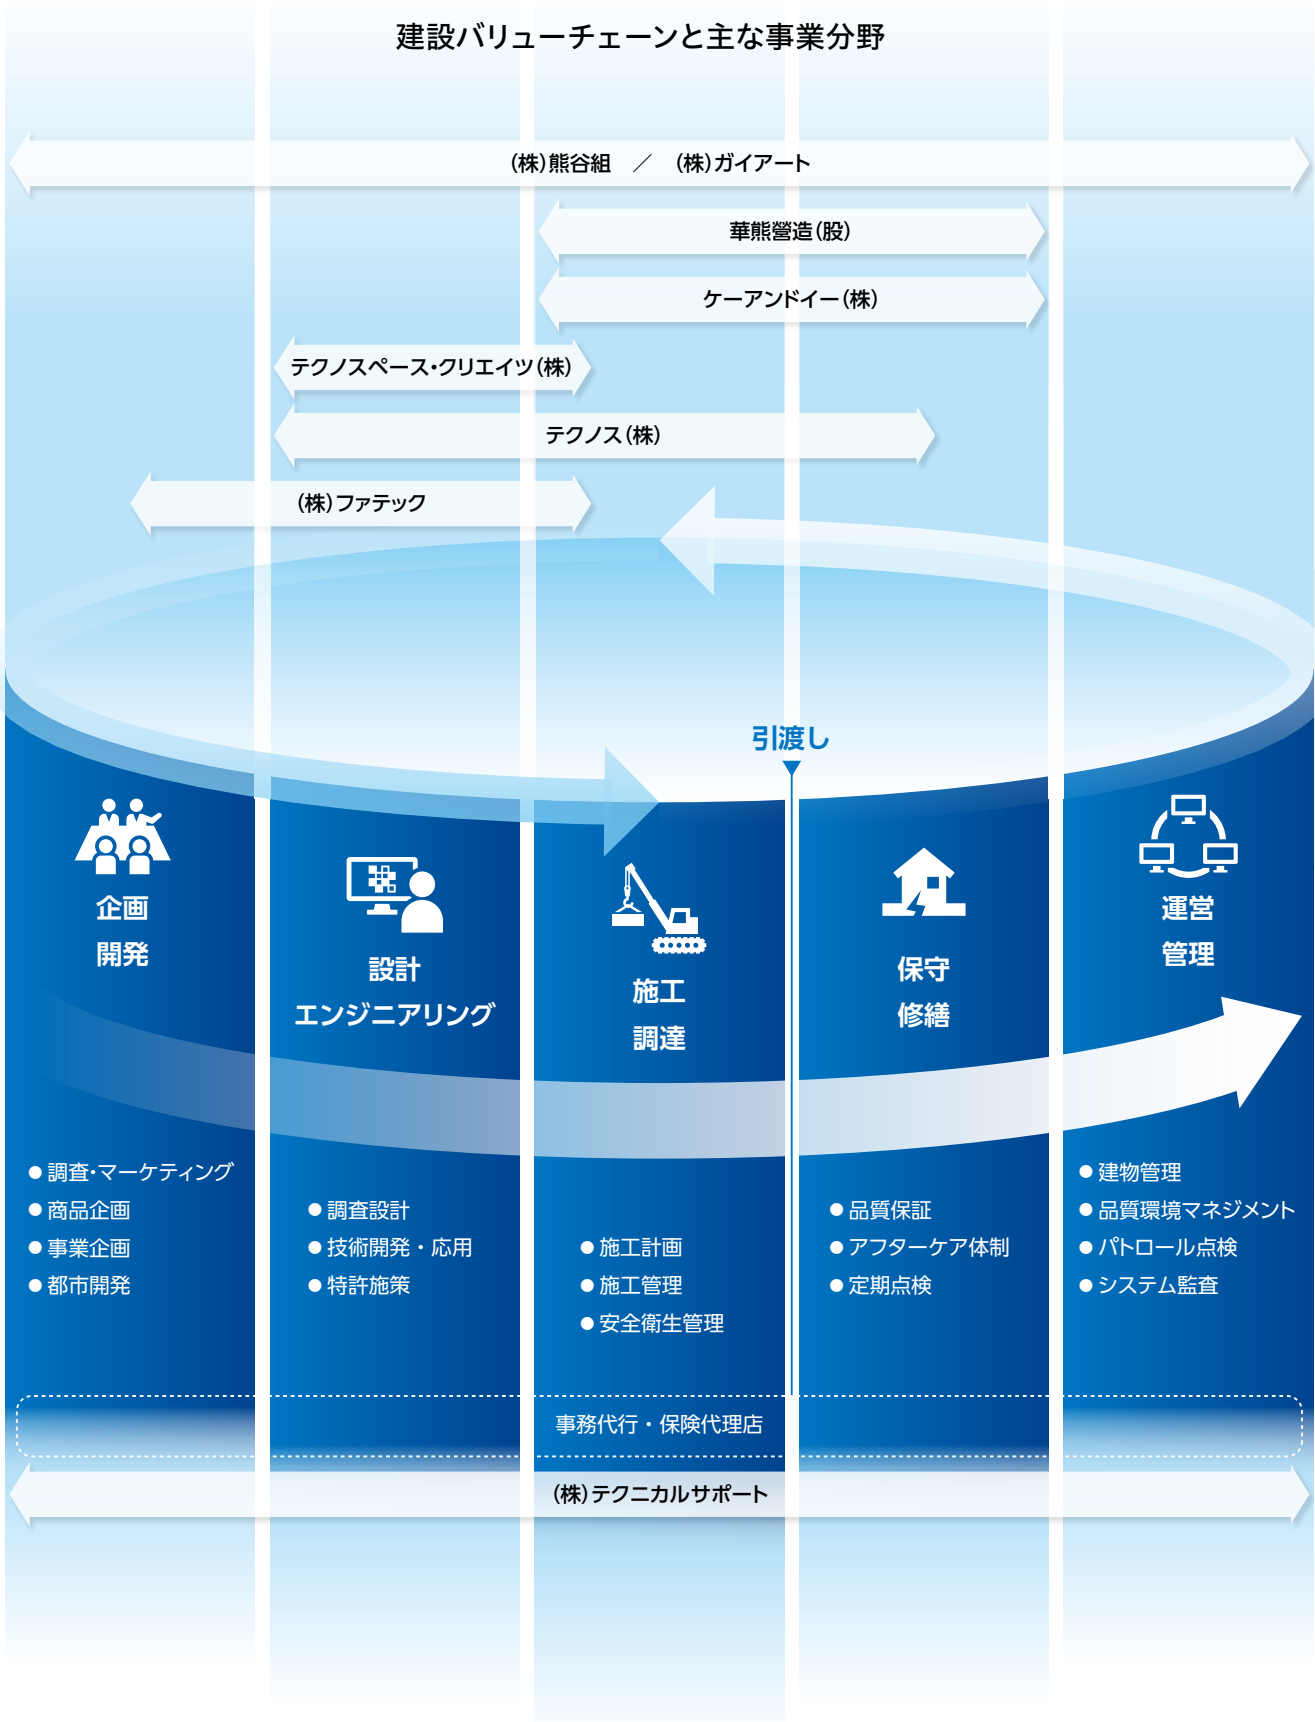 建設バリューチェーンと主な事業分野
(株)熊谷組 ／ (株)ガイアート
華熊營造(股)
ケーアンドイー(株)
テクノスペース・クリエイツ(株)
テクノス(株)
(株)ファテック
引渡し
企画
開発
設計
エンジニアリング
施工
調達
保守
修繕
運営
管理
●調査・マーケティング
●商品企画
●事業企画
●都市開発
●調査設計
●技術開発・応用
●特許施策
●施工計画
●施工管理
●安全衛生管理
●品質保証
●アフターケア体制
●定期点検
●建物管理
●品質環境マネジメント
●パトロール点検
●システム監査
事務代行・保険代理店
(株)テクニカルサポート